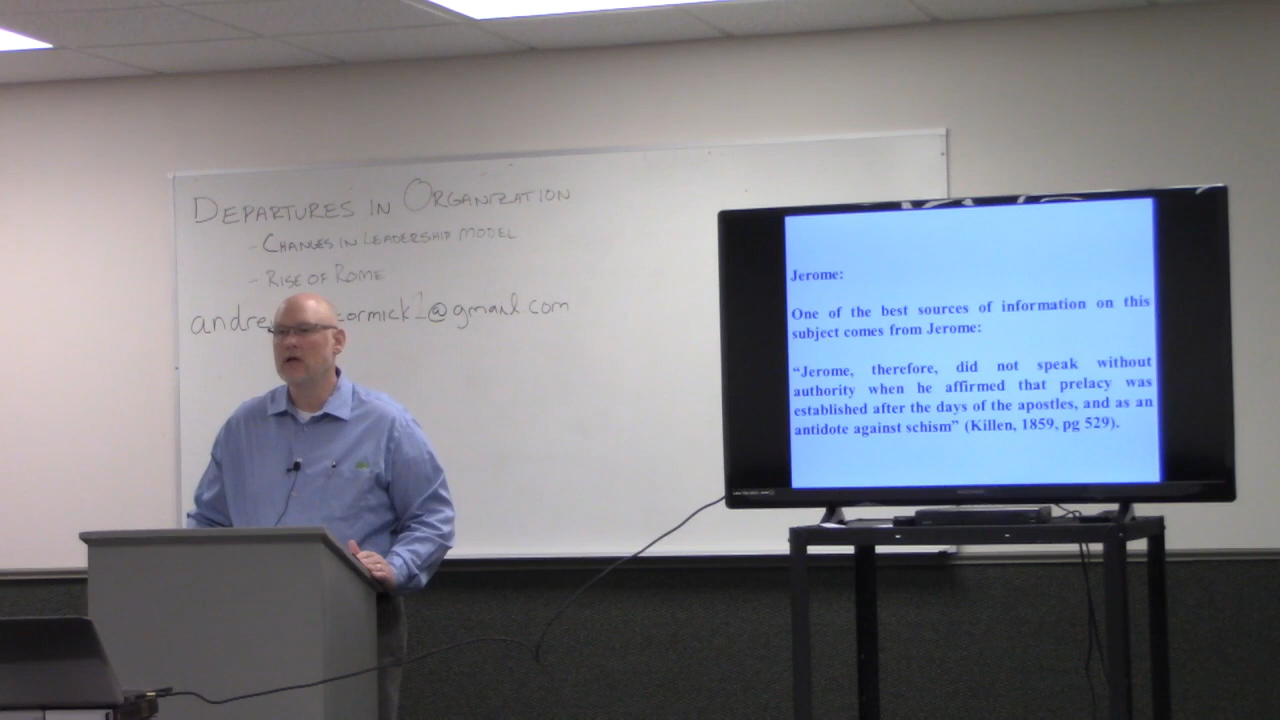 DEPARTURES IN ORGANIZATION
- CHANGES IN LEADERSHIP MODEL
- RISE OF ROME
andre ormick1@gmail.com
Jerome:
One of the best sources of information on this
subject comes from Jerome:
“Jerome, therefore, did not speak without
authority when he affirmed that prelacy was
established after the days of the apostles, and as an
antidote against schism” (Killen, 1859, pg 529).